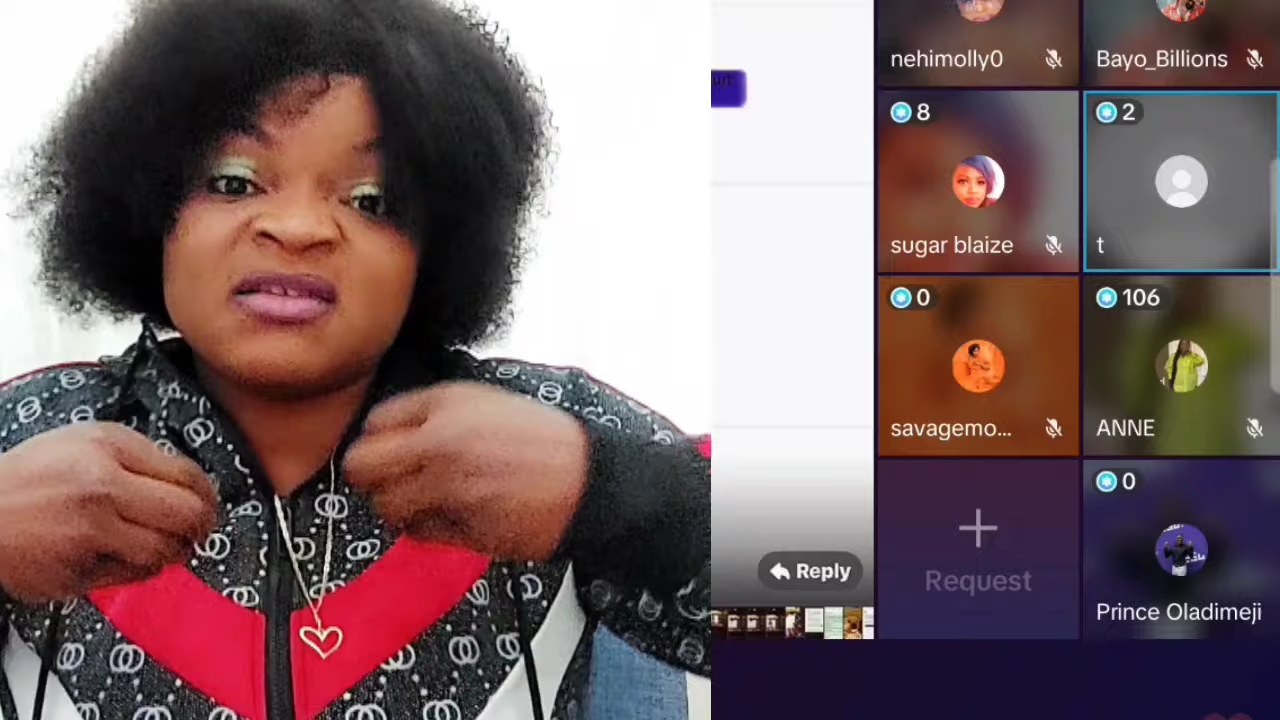 nehimolly0
Bayo_Billions
8
2
sugar blaize
t
0
106
savagemo...
ANNE
0
Request
Prince Oladimeji
Reply